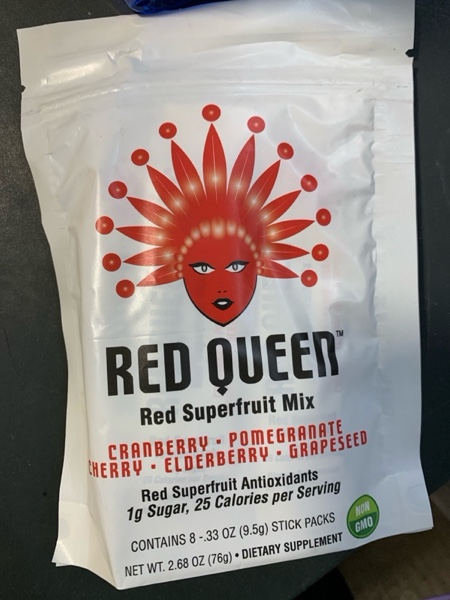 RED QUEEN™
Red Superfruit Mix
CRANBERRY • POMEGRANATE
CHERRY • ELDERBERRY • GRAPESEED
Red Superfruit Antioxidants
1g Sugar, 25 Calories per Serving
CONTAINS 8 -.33 OZ (9.5g) STICK PACKS
NET WT. 2.68 OZ (76g) • DIETARY SUPPLEMENT
NON
GMO